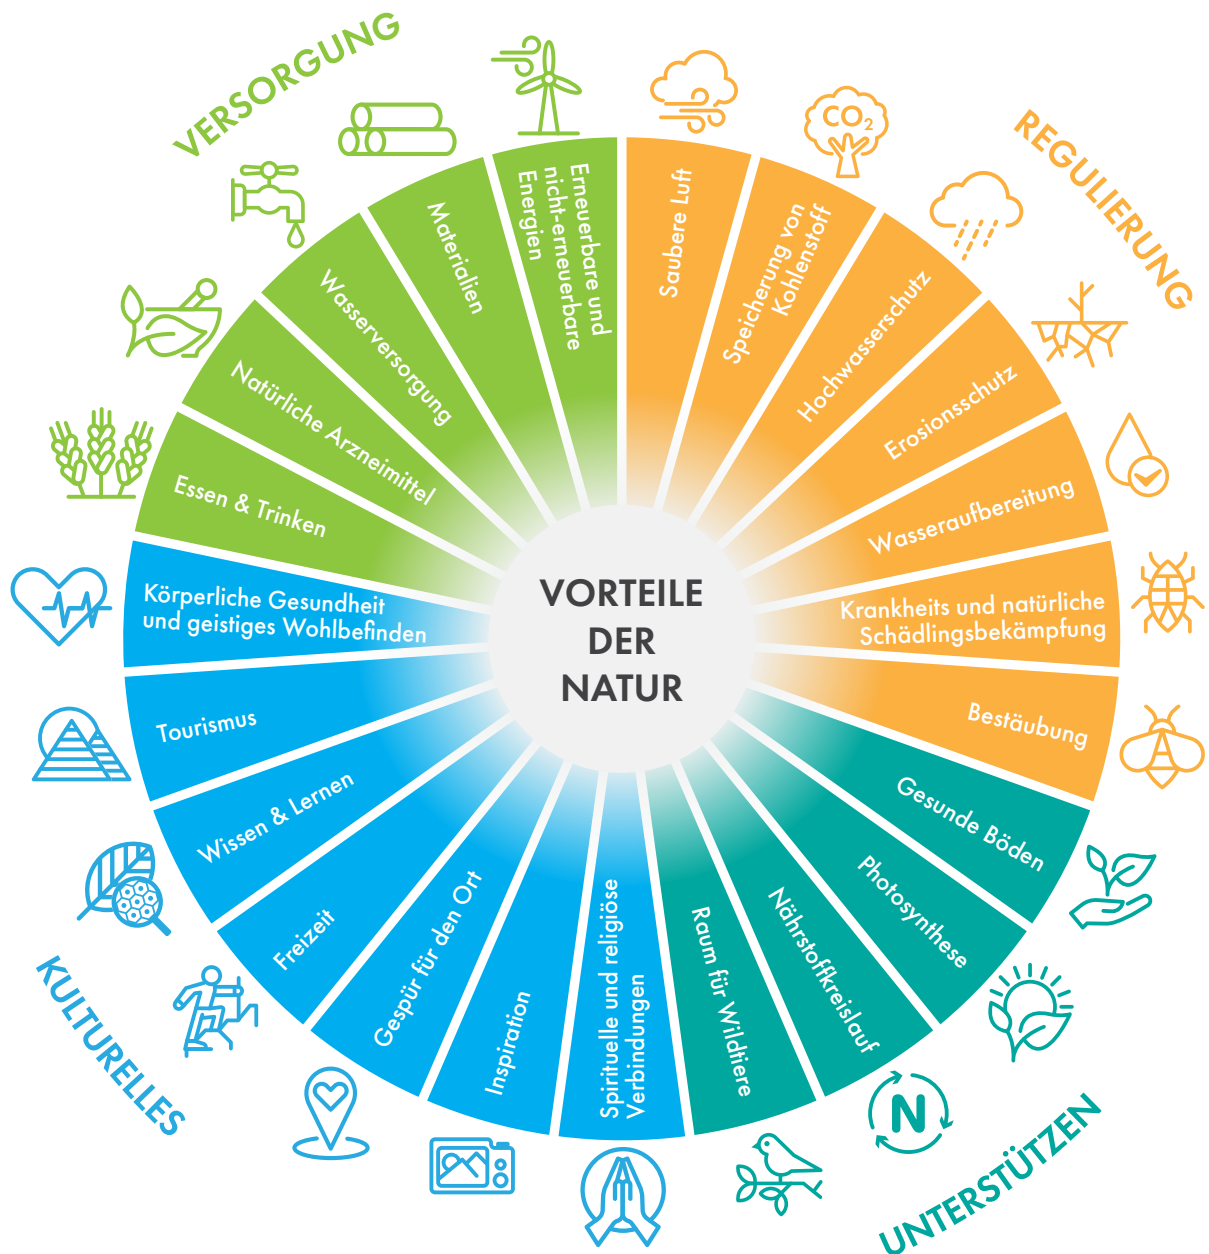 VERSORGUNG
REGULIERUNG
CO2
Erneuerbare und
nicht-erneuerbare
Energien
Materialien
Wasserversorgung
Natürliche Arzneimittel
Essen & Trinken
Saubere Luft
Speicherung von
Kohlenstoff
Hochwasserschutz
Erosionsschutz
Wasseraufbereitung
Krankheits und natürliche
Schädlingsbekämpfung
Bestäubung
VORTEILE
DER
NATUR
Körperliche Gesundheit
und geistiges Wohlbefinden
Tourismus
Wissen & Lernen
Freizeit
Gespür für den Ort
Inspiration
Spirituelle und religiöse
Verbindungen
Gesunde Böden
Photosynthese
Nährstoffkreislauf
Raum für Wildtiere
N
KULTURELLES
UNTERSTÜTZEN